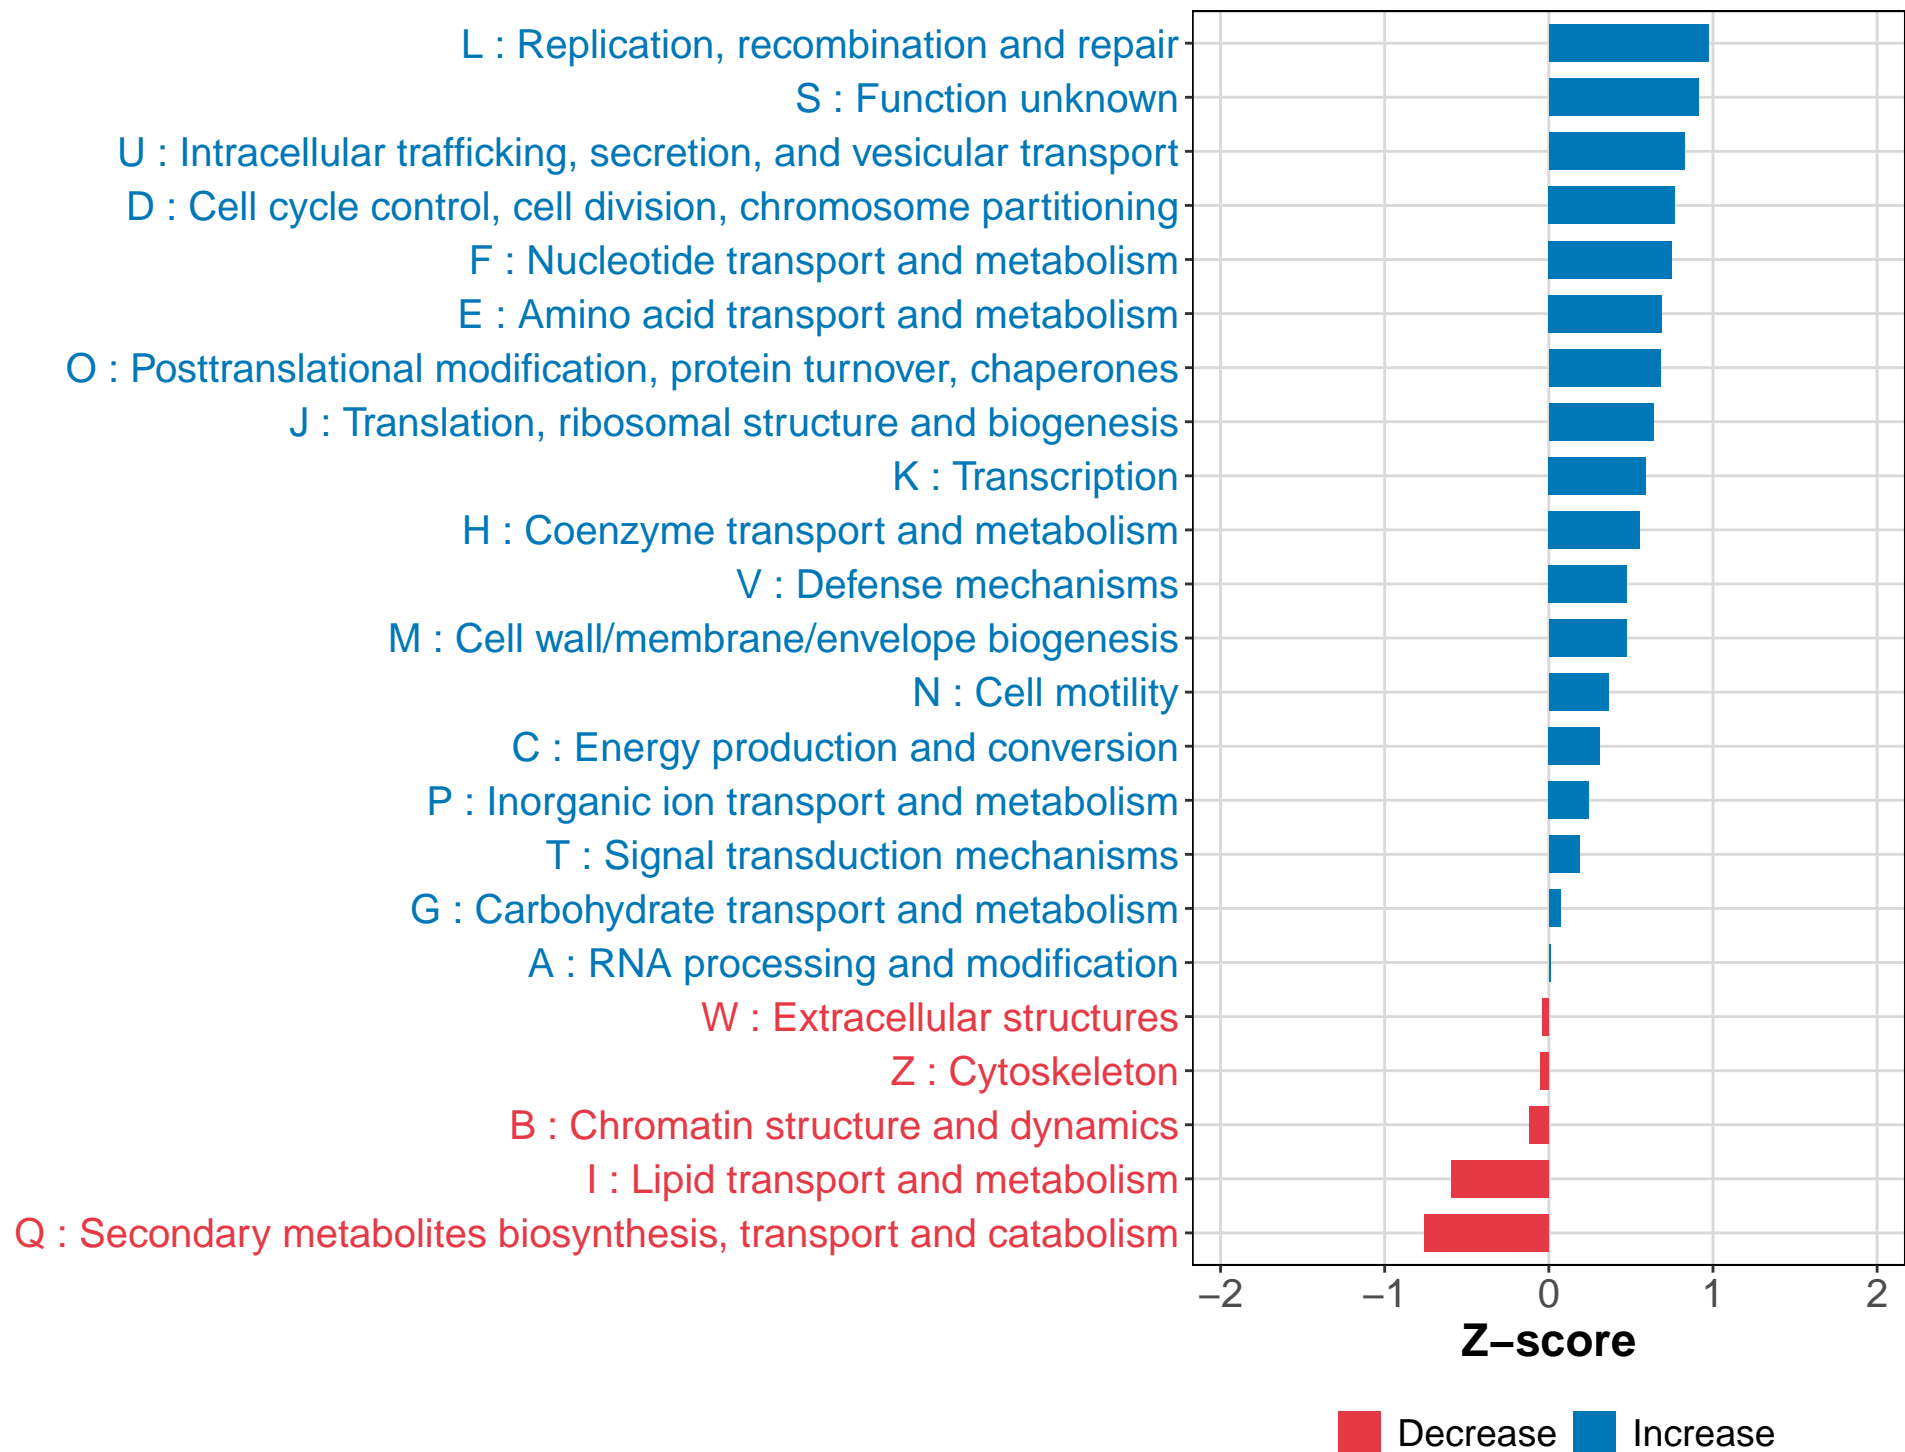 L : Replication, recombination and repair
S : Function unknown
U : Intracellular trafficking, secretion, and vesicular transport
D : Cell cycle control, cell division, chromosome partitioning
F : Nucleotide transport and metabolism
E : Amino acid transport and metabolism
O : Posttranslational modification, protein turnover, chaperones
J : Translation, ribosomal structure and biogenesis
K : Transcription
H : Coenzyme transport and metabolism
V : Defense mechanisms
M : Cell wall/membrane/envelope biogenesis
N : Cell motility
C : Energy production and conversion
P : Inorganic ion transport and metabolism
T : Signal transduction mechanisms
G : Carbohydrate transport and metabolism
A : RNA processing and modification
W : Extracellular structures
Z : Cytoskeleton
B : Chromatin structure and dynamics
I : Lipid transport and metabolism
Q : Secondary metabolites biosynthesis, transport and catabolism
−2 −1 0 1 2
Z−score
Decrease Increase